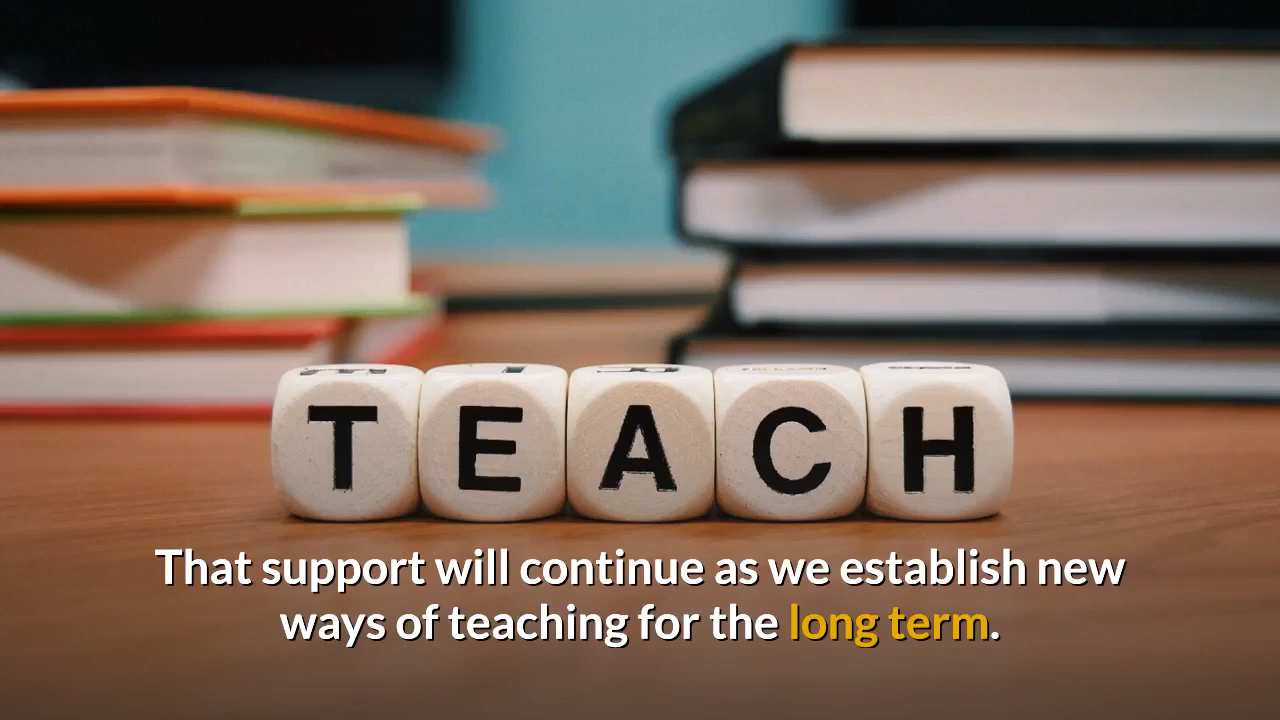 TEACH
That support will continue as we establish new
ways of teaching for the long term.